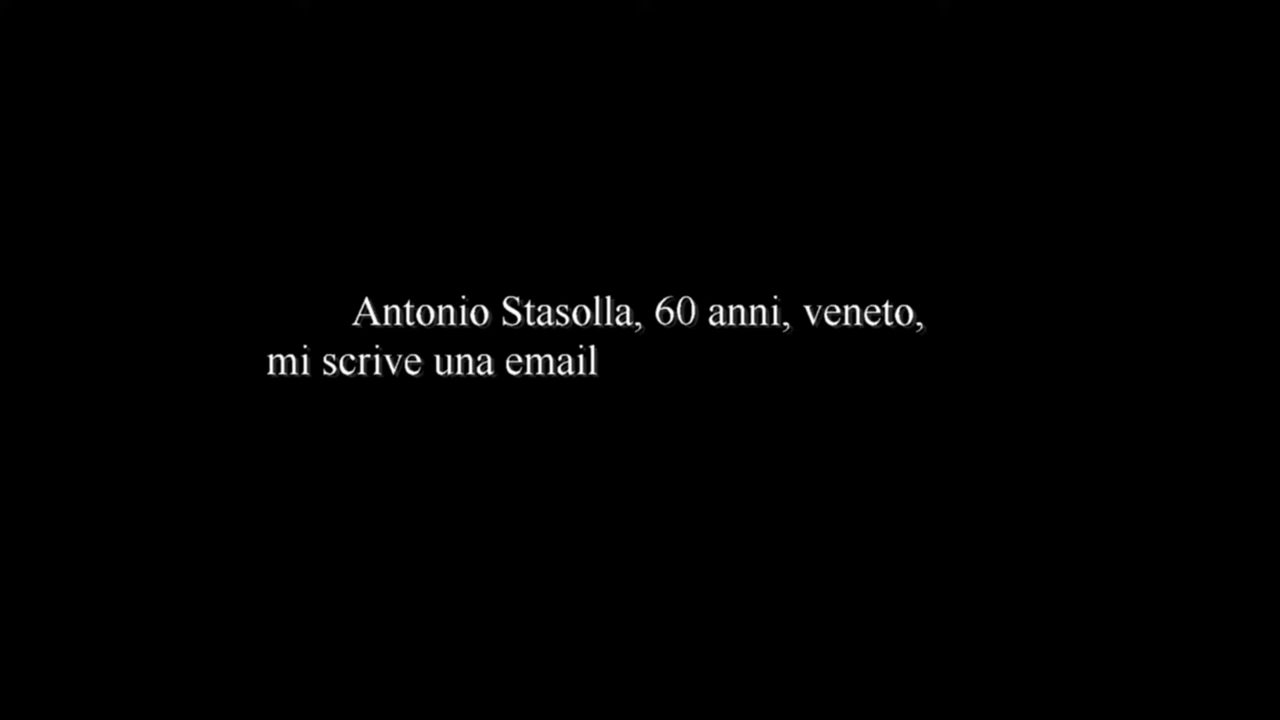 Antonio Stasolla, 60 anni, veneto,
mi scrive una email